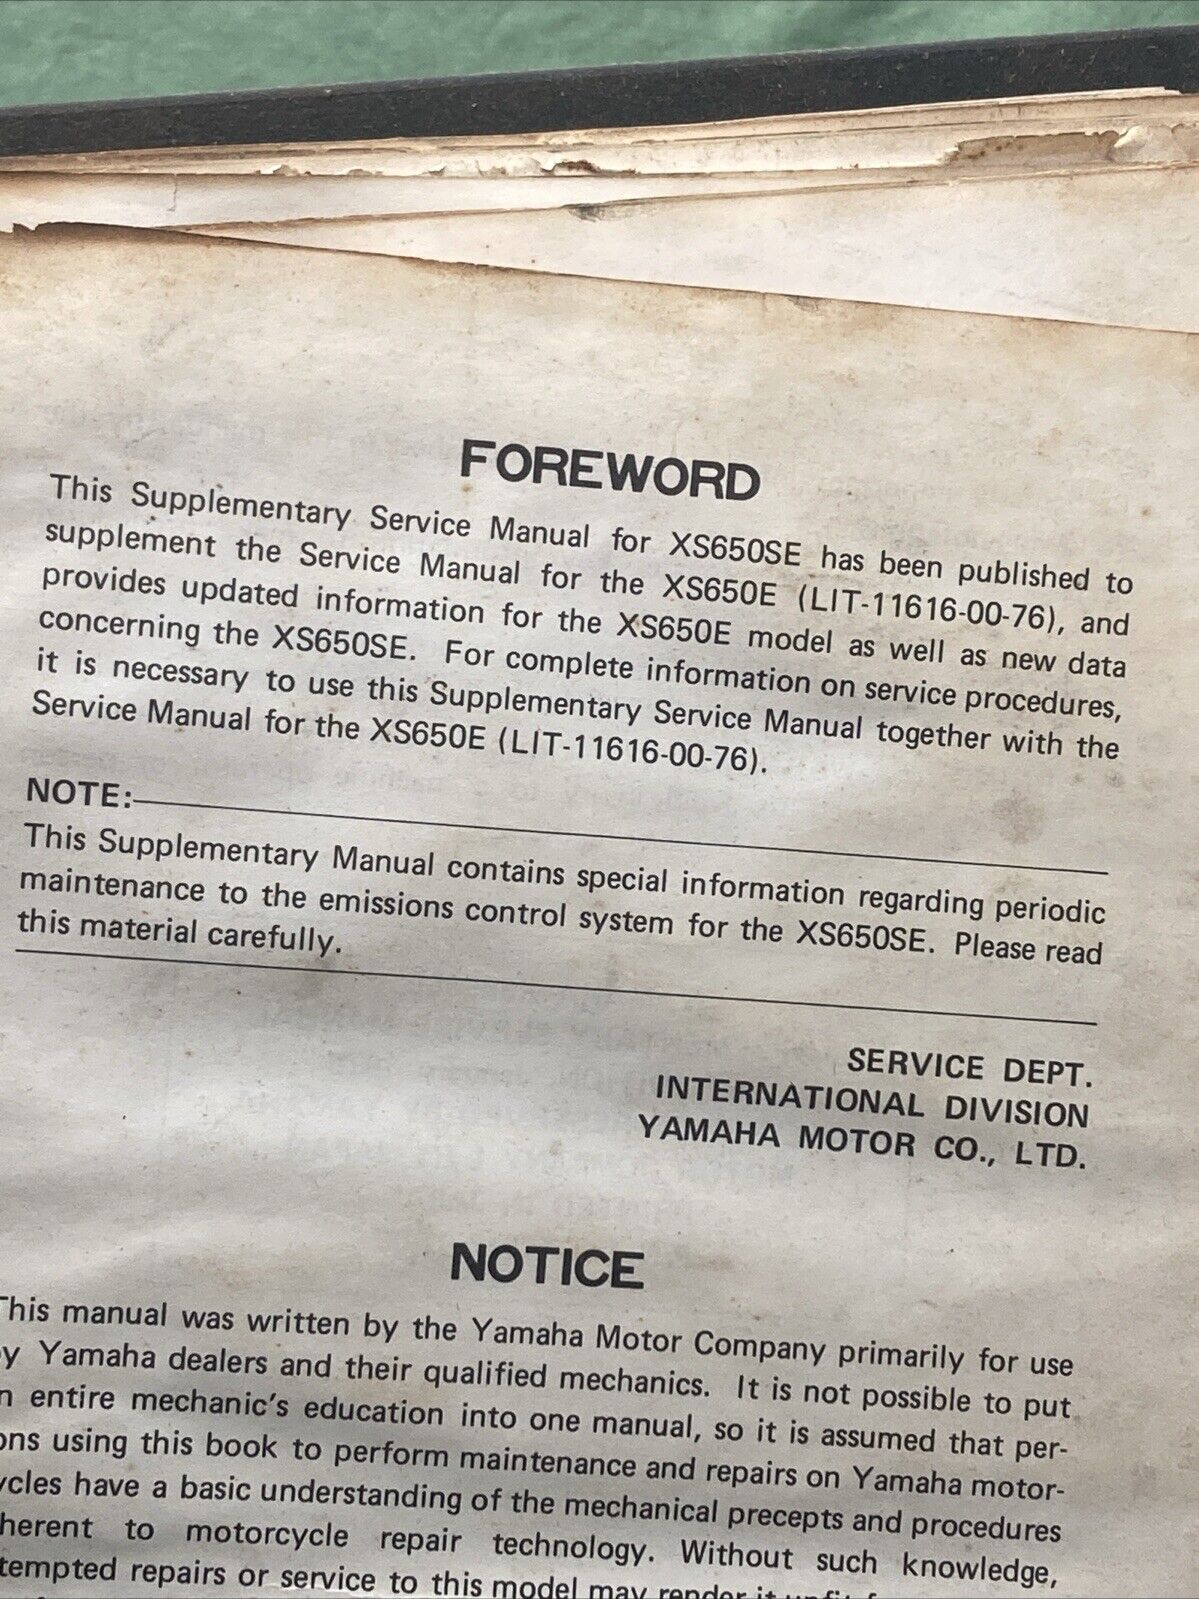 FOREWORD
This Supplementary Service Manual for XS650SE has been published to
supplement the Service Manual for the XS650E (LIT-11616-00-76), and
provides updated information for the XS650E model as well as new data
concerning the XS650SE. For complete information on service procedures,
it is necessary to use this Supplementary Service Manual together with the
Service Manual for the XS650E (LIT-11616-00-76).
NOTE:
This Supplementary Manual contains special information regarding periodic
maintenance to the emissions control system for the XS650SE. Please read
this material carefully.
SERVICE DEPT.
INTERNATIONAL DIVISION
YAMAHA MOTOR CO., LTD.
NOTICE
This manual was written by the Yamaha Motor Company primarily for use
y Yamaha dealers and their qualified mechanics. It is not possible to put
n entire mechanic's education into one manual, so it is assumed that per-
ons using this book to perform maintenance and repairs on Yamaha motor-
ycles have a basic understanding of the mechanical precepts and procedures
herent to motorcycle repair technology. Without such knowledge,
tempted repairs or service to this model may render it